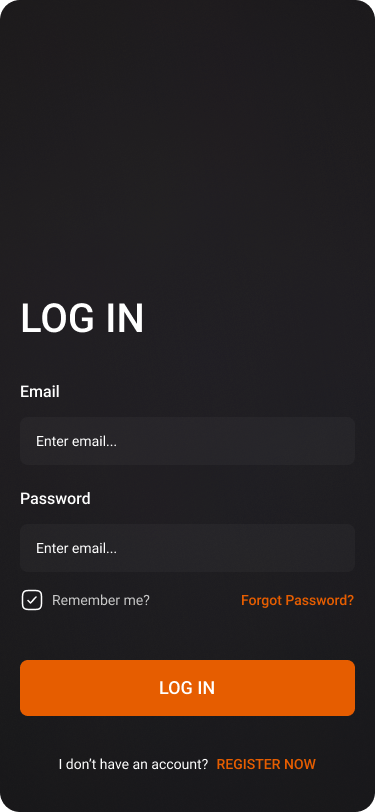 LOG IN
Email
Enter email...
Password
Enter email...
Remember me? Forgot Password?
LOG IN
I don’t have an account? REGISTER NOW